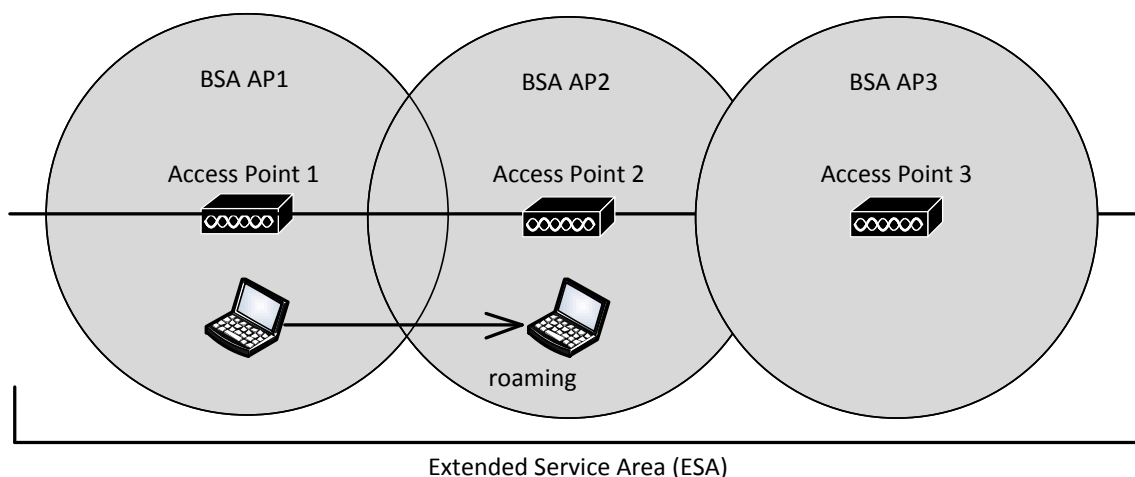 BSA AP1
BSA AP2
BSA AP3
Access Point 1
Access Point 2
Access Point 3
roaming
Extended Service Area (ESA)